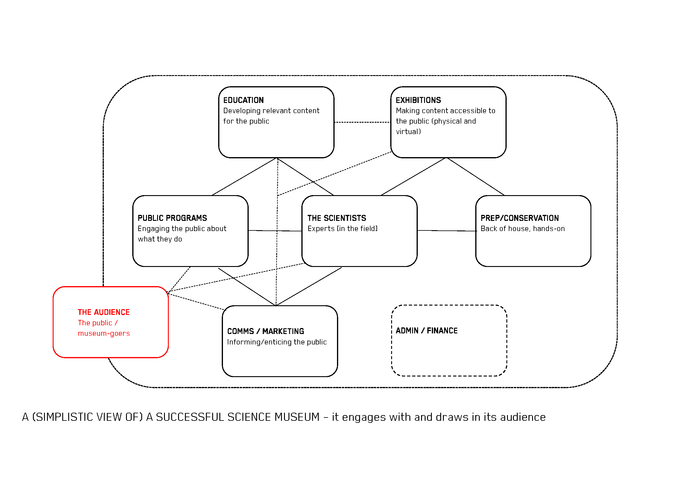 EDUCATION
Developing relevant content
for the public
EXHIBITIONS
Making content accessible to
the public (physical and
virtual)
PUBLIC PROGRAMS
Engaging the public about
what they do
THE SCIENTISTS
Experts (in the field)
PREP/CONSERVATION
Back of house, hands-on
THE AUDIENCE
The public /
museum-goers
COMMS / MARKETING
Informing/enticing the public
ADMIN / FINANCE
A (SIMPLISTIC VIEW OF) A SUCCESSFUL SCIENCE MUSEUM - it engages with and draws in its audience